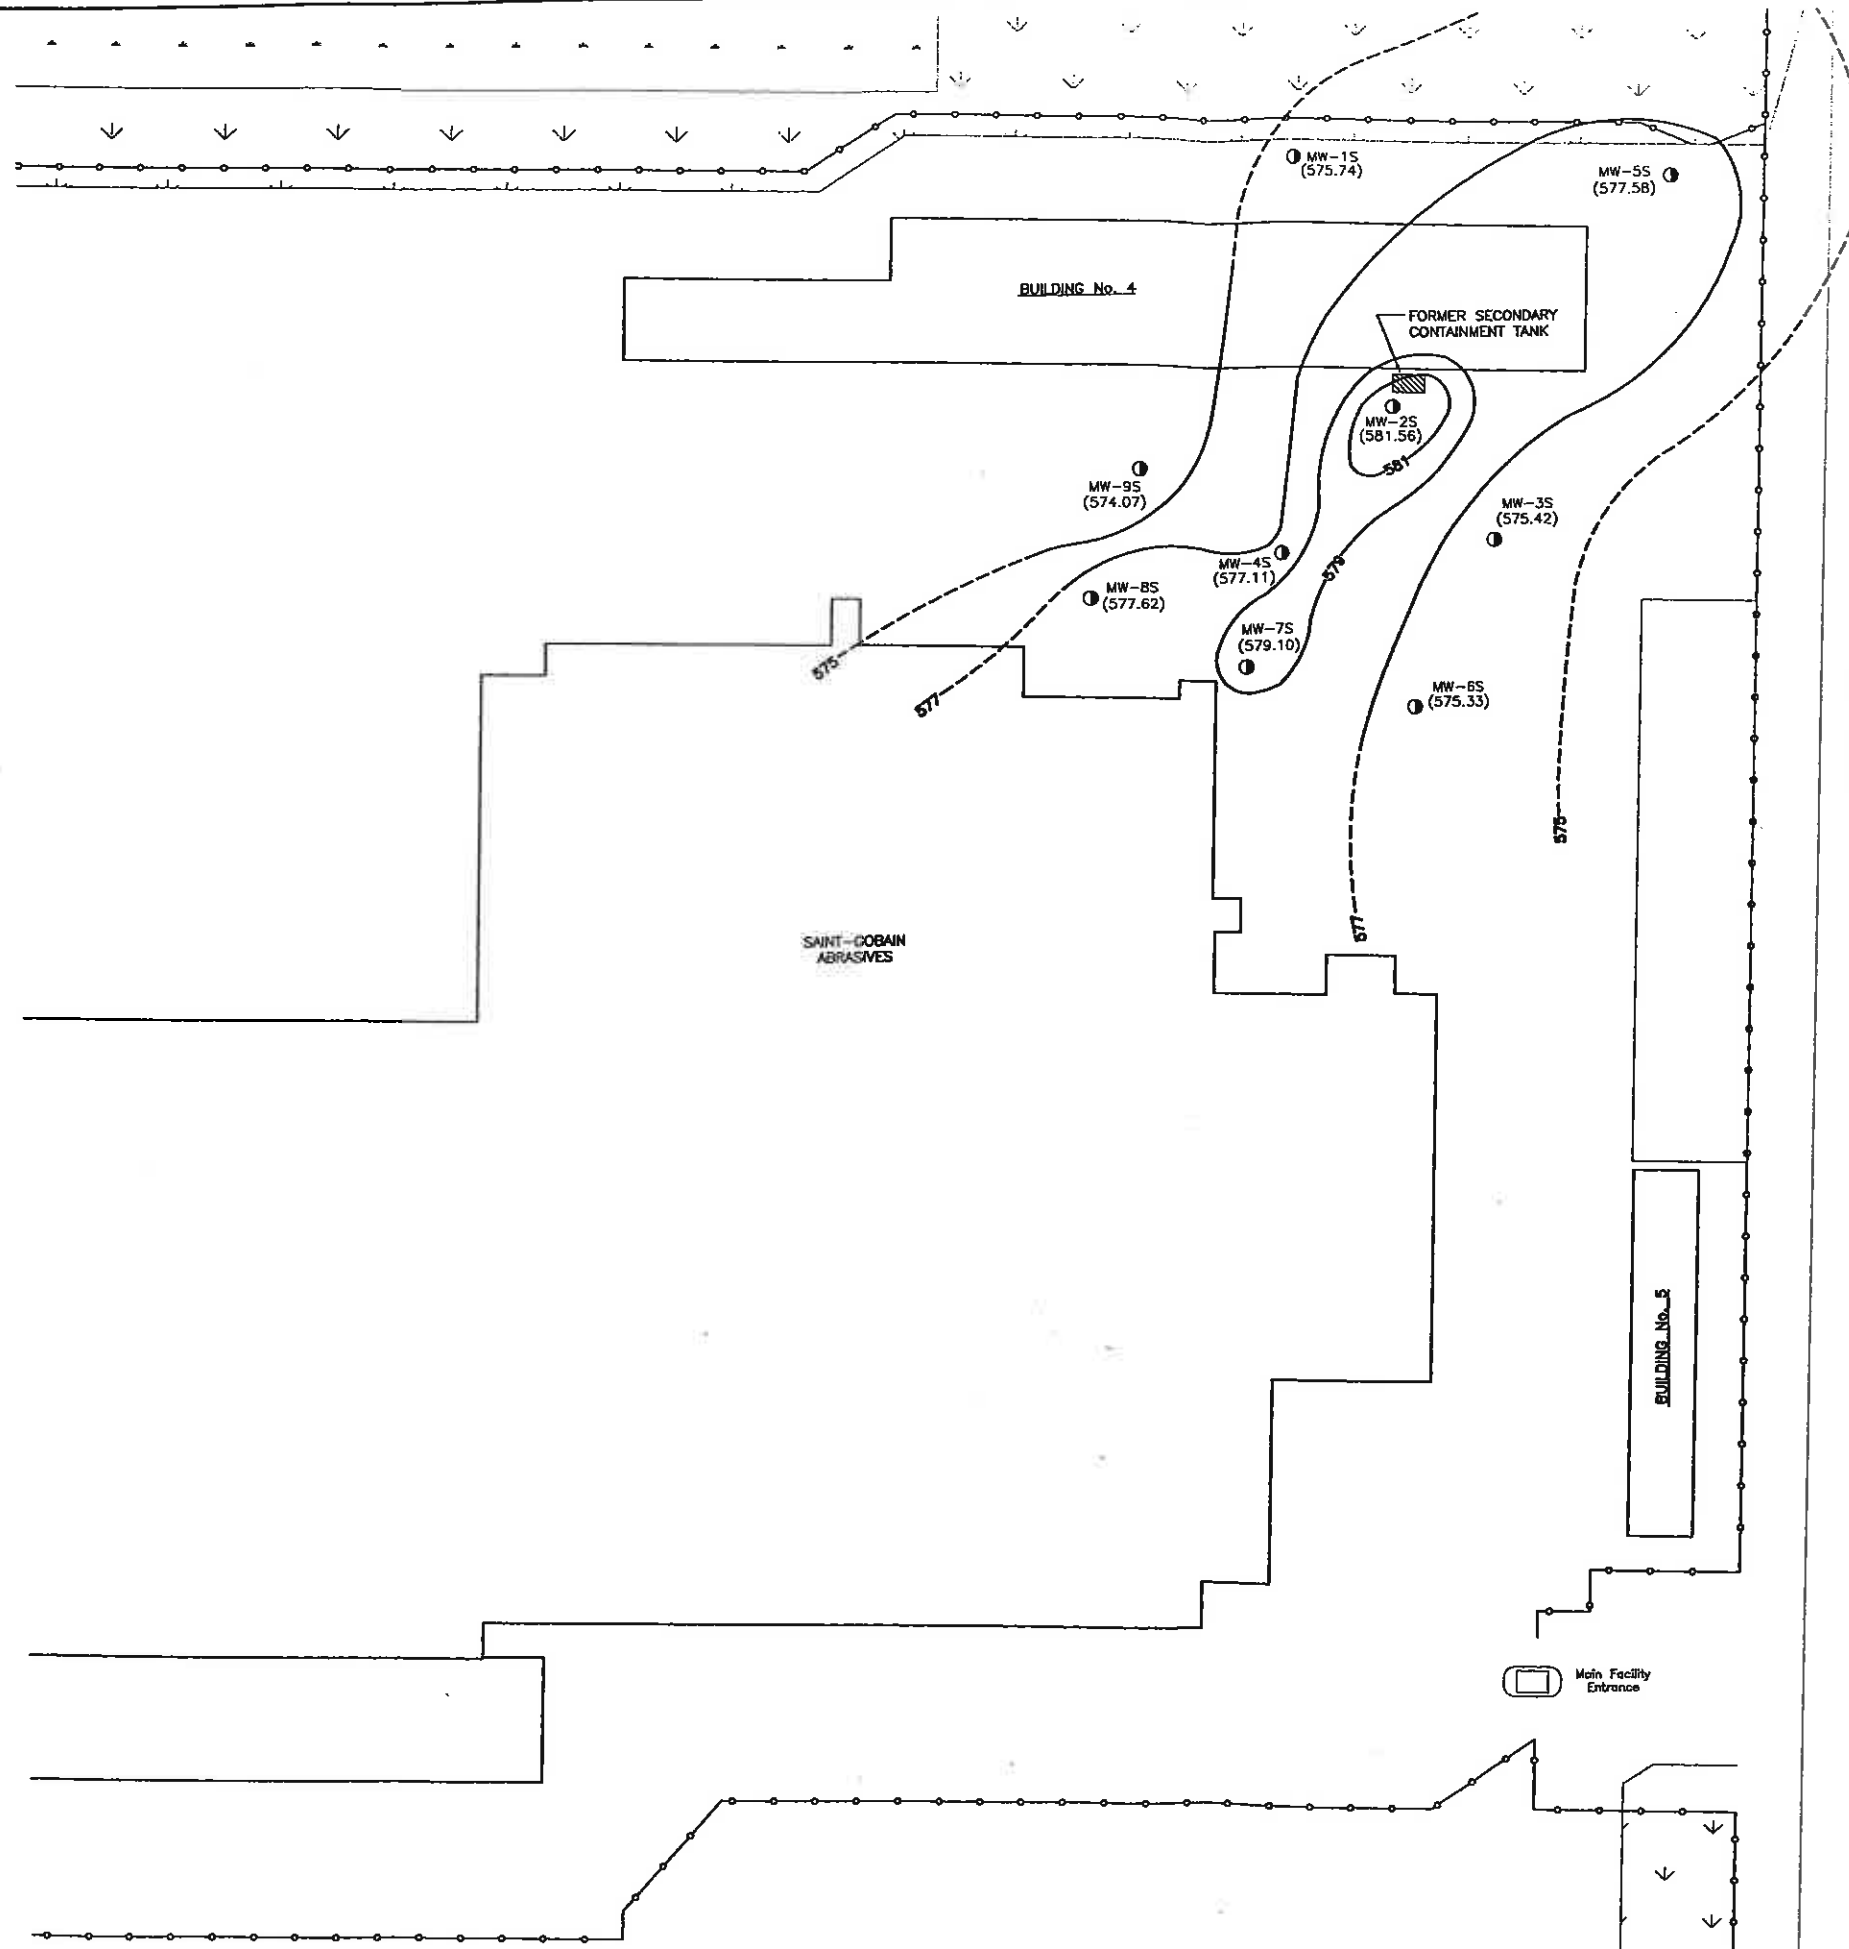 MW-1S
(575.74)
MW-5S
(577.58)
BUILDING No. 4
FORMER SECONDARY
CONTAINMENT TANK
MW-2S
(581.56)
581
MW-9S
(574.07)
MW-3S
(575.42)
MW-4S
(577.11)
579
MW-8S
(577.62)
MW-7S
(579.10)
575
577
MW-6S
(575.33)
575
577
SAINT-GOBAIN
ABRASIVES
BUILDING No. 5
Main Facility
Entrance